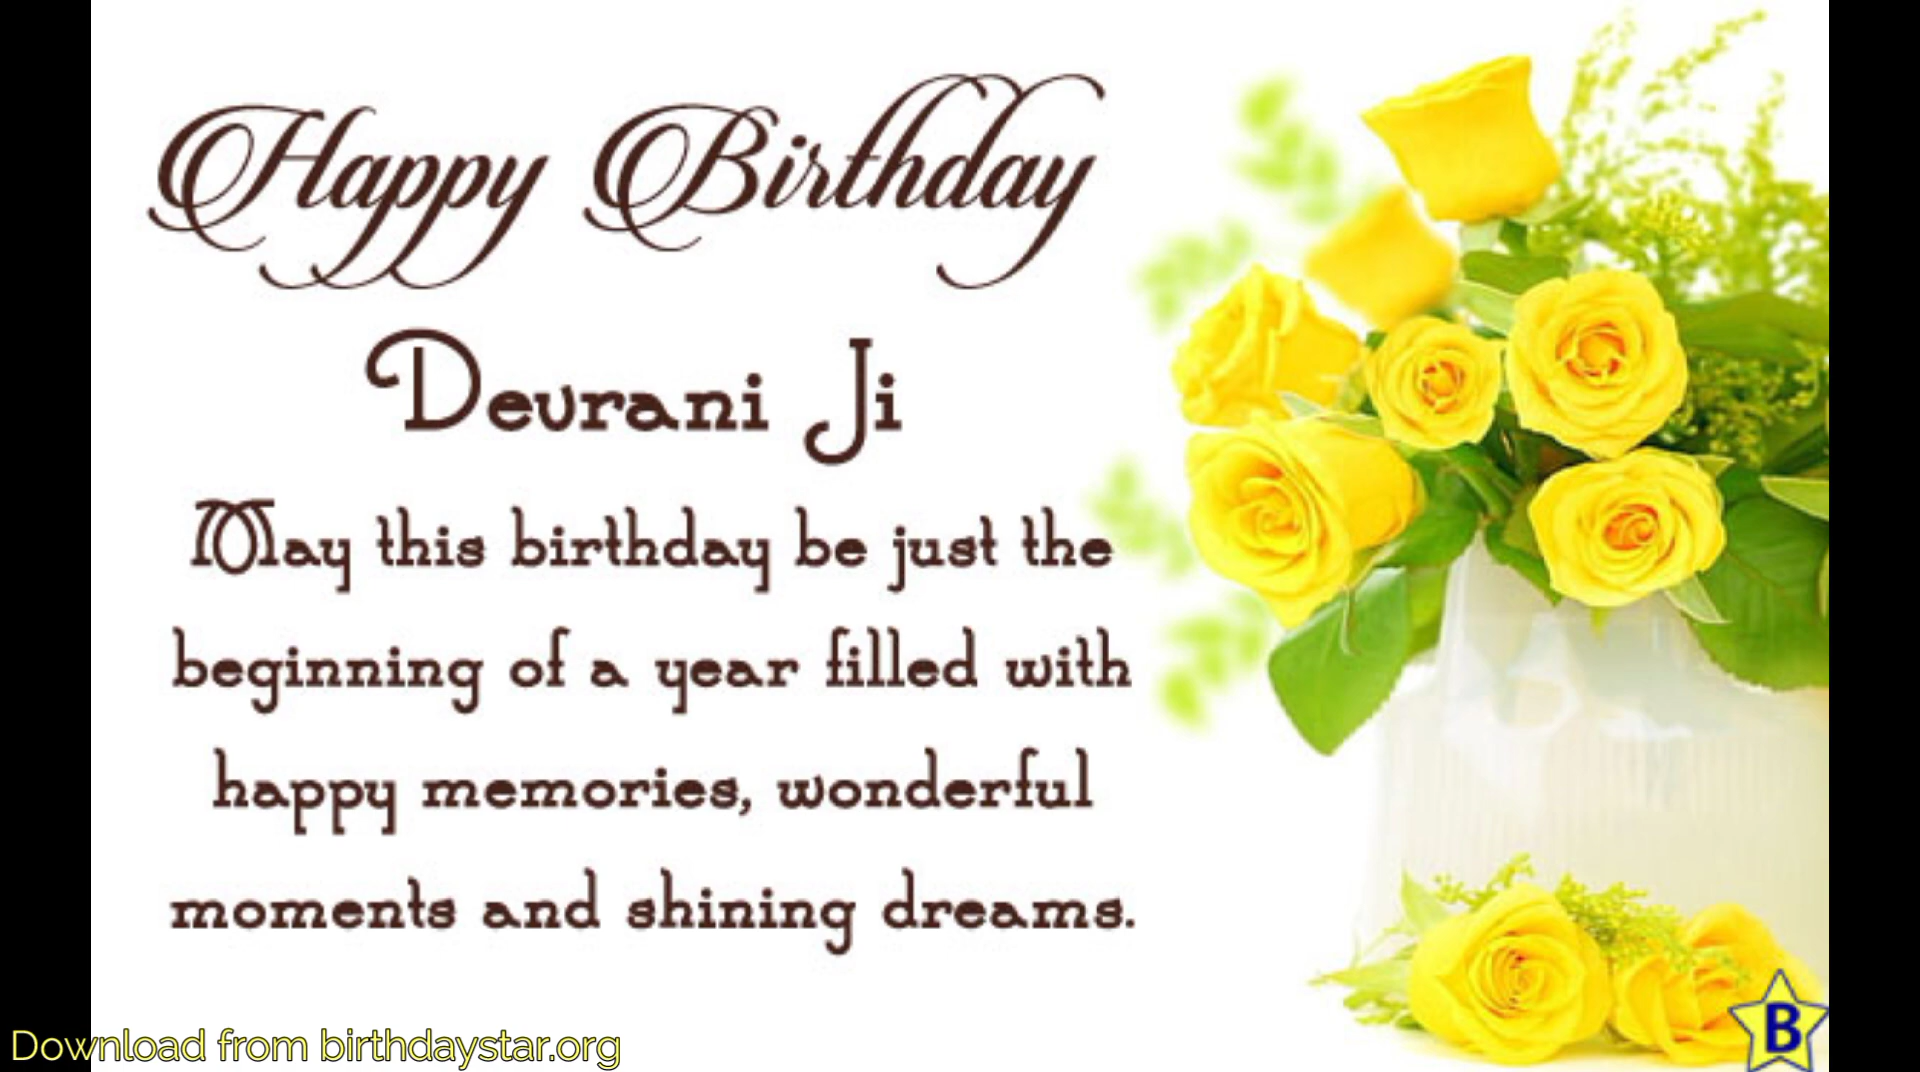 Happy Birthday
Devrani Ji
May this birthday be just the
beginning of a year filled with
happy memories, wonderful
moments and shining dreams.
Download from birthdaystar.org
B